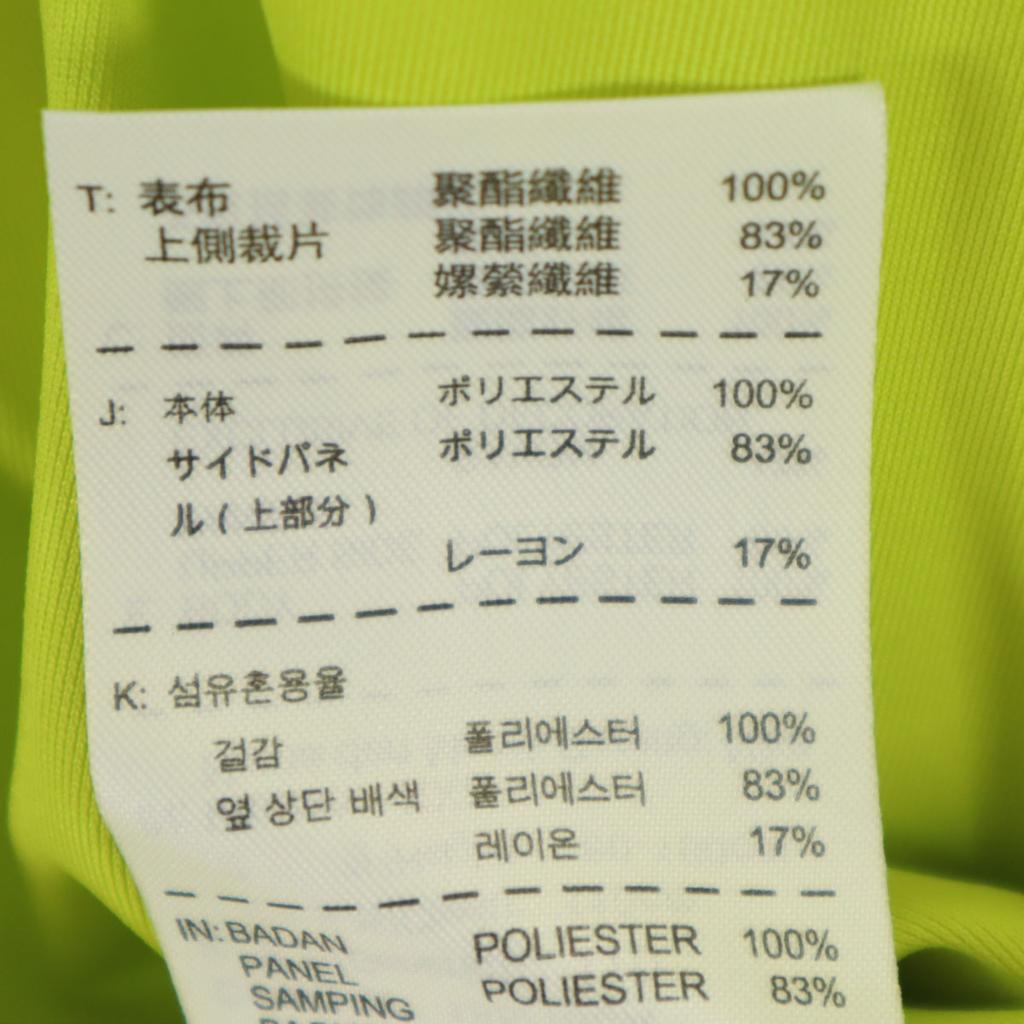 T: 表布 聚酯纖維 100%
上側裁片 聚酯纖維 83%
嫘縈纖維 17%
J: 本体 ポリエステル 100%
サイドパネ ポリエステル 83%
ル(上部分)
レーヨン 17%
K: 섬유혼용율
걸감 폴리에스터 100%
옆 상단 배색 폴리에스터 83%
레이온 17%
IN: BADAN POLIESTER 100%
PANEL POLIESTER 83%
SAMPING